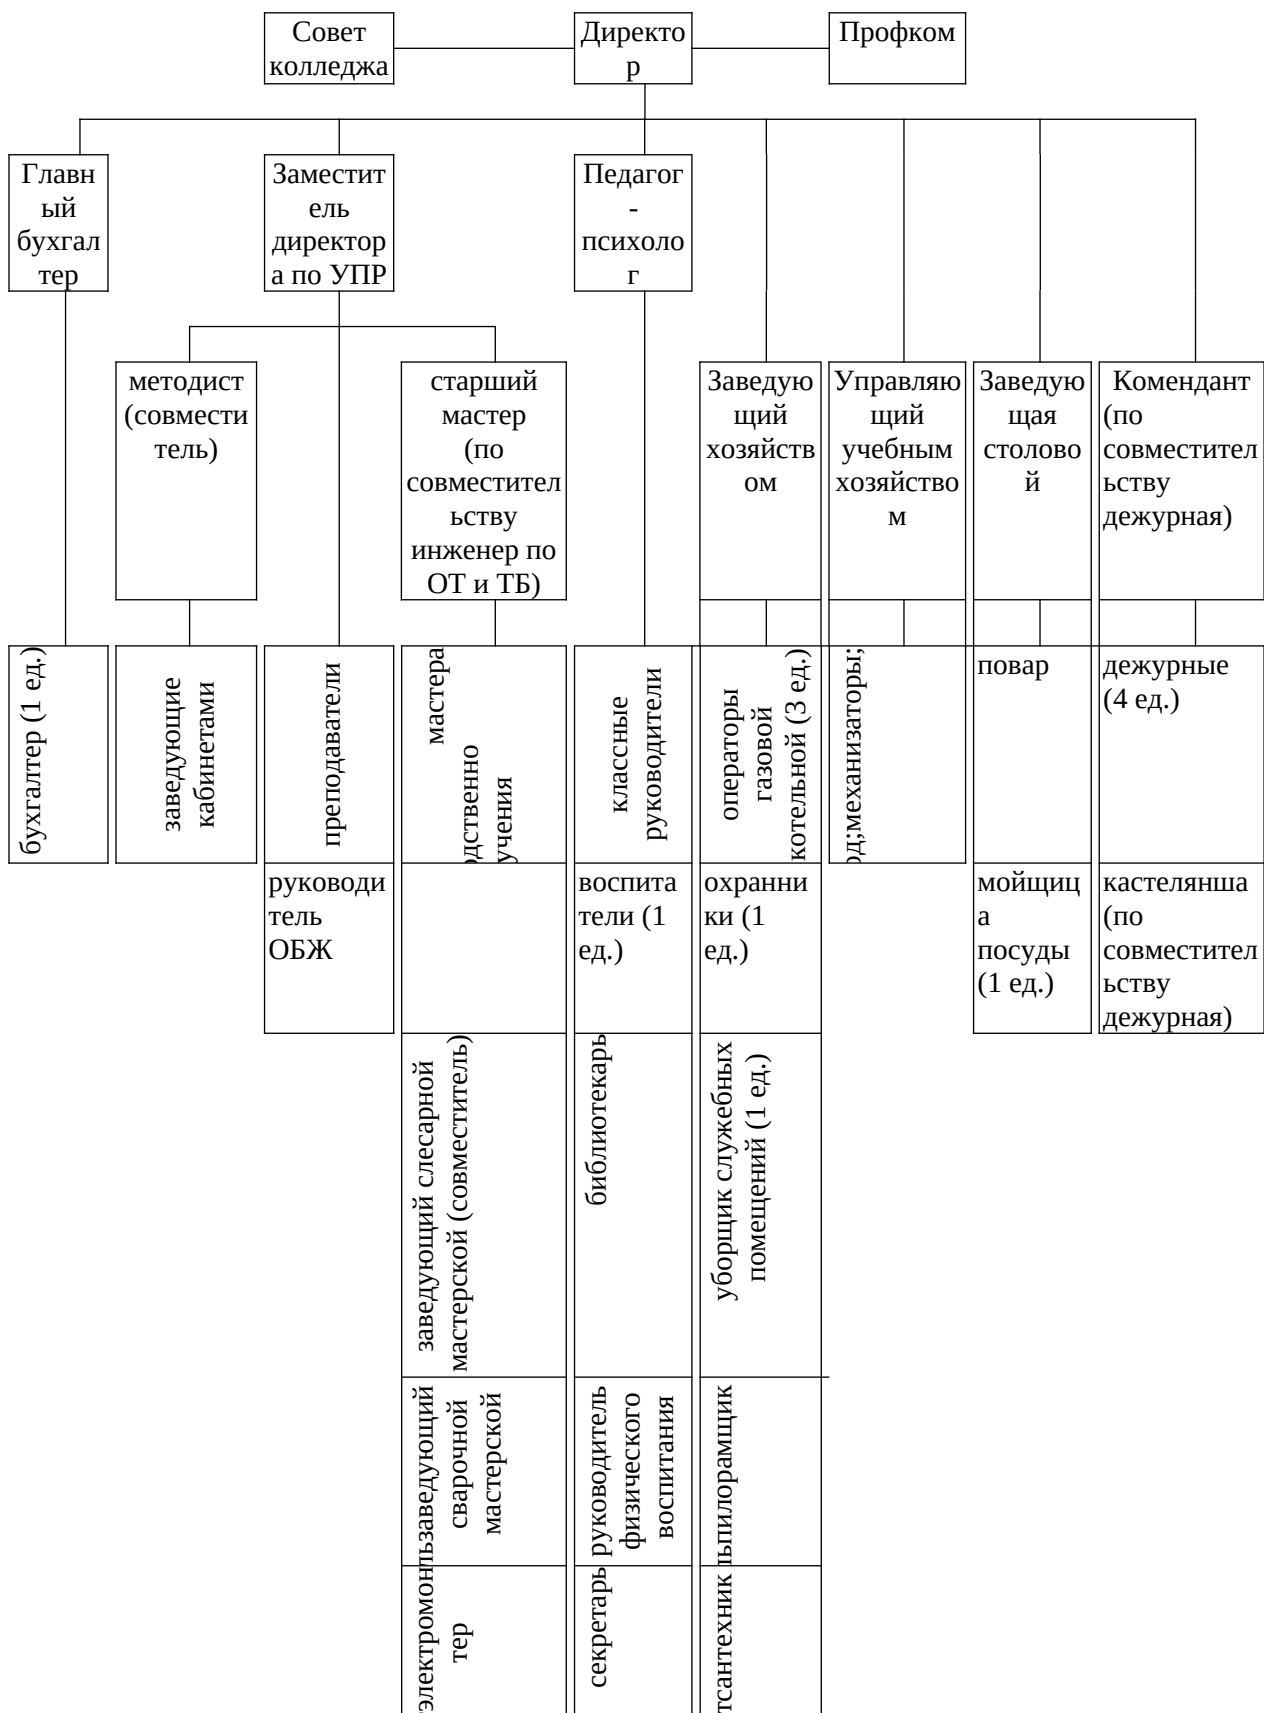 Совет
колледжа
Директо
р
Профком
Главн
ый
бухгал
тер
Заместит
ель
директор
а по УПР
Педагог
-
психоло
г
методист
(совмести
тель)
старший
мастер
(по
совместител
ьству
инженер по
ОТ и ТБ)
Заведую
щий
хозяйств
ом
Управляю
щий
учебным
хозяйство
м
Заведую
щая
столово
й
Комендант
(по
совместител
ьству
дежурная)
бухгалтер (1 ед.)
заведующие
кабинетами
преподаватели
мастера
одственно
учения
классные
руководители
операторы
газовой
котельной (3 ед.)
од;механизаторы;
повар
дежурные
(4 ед.)
руководи
тель
ОБЖ
воспита
тели (1
ед.)
охранни
ки (1
ед.)
мойщиц
а
посуды
(1 ед.)
кастелянша
(по
совместител
ьству
дежурная)
заведующий слесарной
мастерской (совместитель)
библиотекарь
уборщик служебных
помещений (1 ед.)
заведующий
сварочной
мастерской
руководитель
физического
воспитания
пилорамщик
электромон
тер
секретарь
сантехник